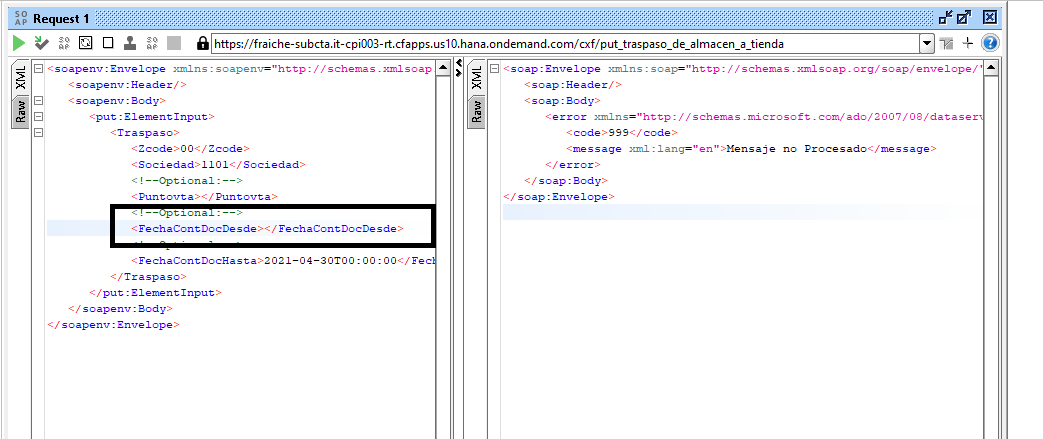 SO
AP
Request 1
https://fraiche-subcta.it-cpi003-rt.cfapps.us10.hana.ondemand.com/cxf/put_traspaso_de_almacen_a_tienda
XML
Raw
<soapenv:Envelope xmlns:soapenv="http://schemas.xmlsoap
<soapenv:Header/>
<soapenv:Body>
<put:ElementInput>
<Traspaso>
<Zcode>00</Zcode>
<Sociedad>1101</Sociedad>
<!--Optional:-->
<Puntovta></Puntovta>
<!--Optional:-->
<FechaContDocDesde></FechaContDocDesde>
<FechaContDocHasta>2021-04-30T00:00:00</Fech
</Traspaso>
</put:ElementInput>
</soapenv:Body>
</soapenv:Envelope>
XML
Raw
<soap:Envelope xmlns:soap="http://schemas.xmlsoap.org/soap/envelope/"
<soap:Header/>
<soap:Body>
<error xmlns="http://schemas.microsoft.com/ado/2007/08/dataserv
<code>999</code>
<message xml:lang="en">Mensaje no Procesado</message>
</error>
</soap:Body>
</soap:Envelope>